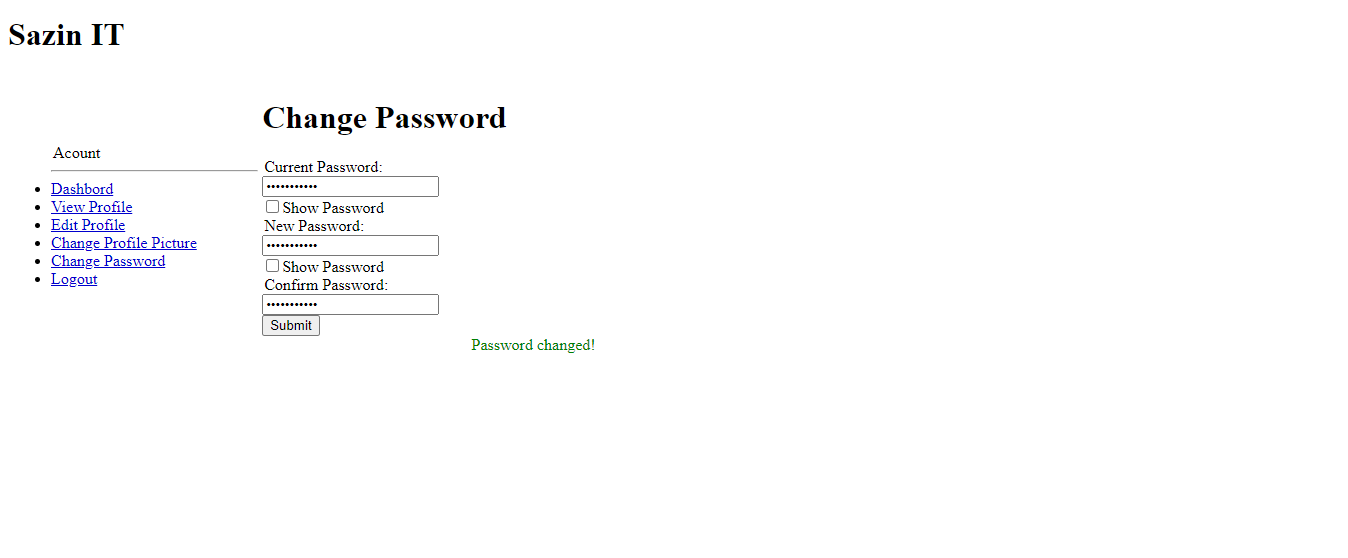 Sazin IT
Acount
Dashbord
View Profile
Edit Profile
Change Profile Picture
Change Password
Logout
Change Password
Current Password:
•••••••••••
Show Password
New Password:
•••••••••••
Show Password
Confirm Password:
•••••••••••
Submit
Password changed!